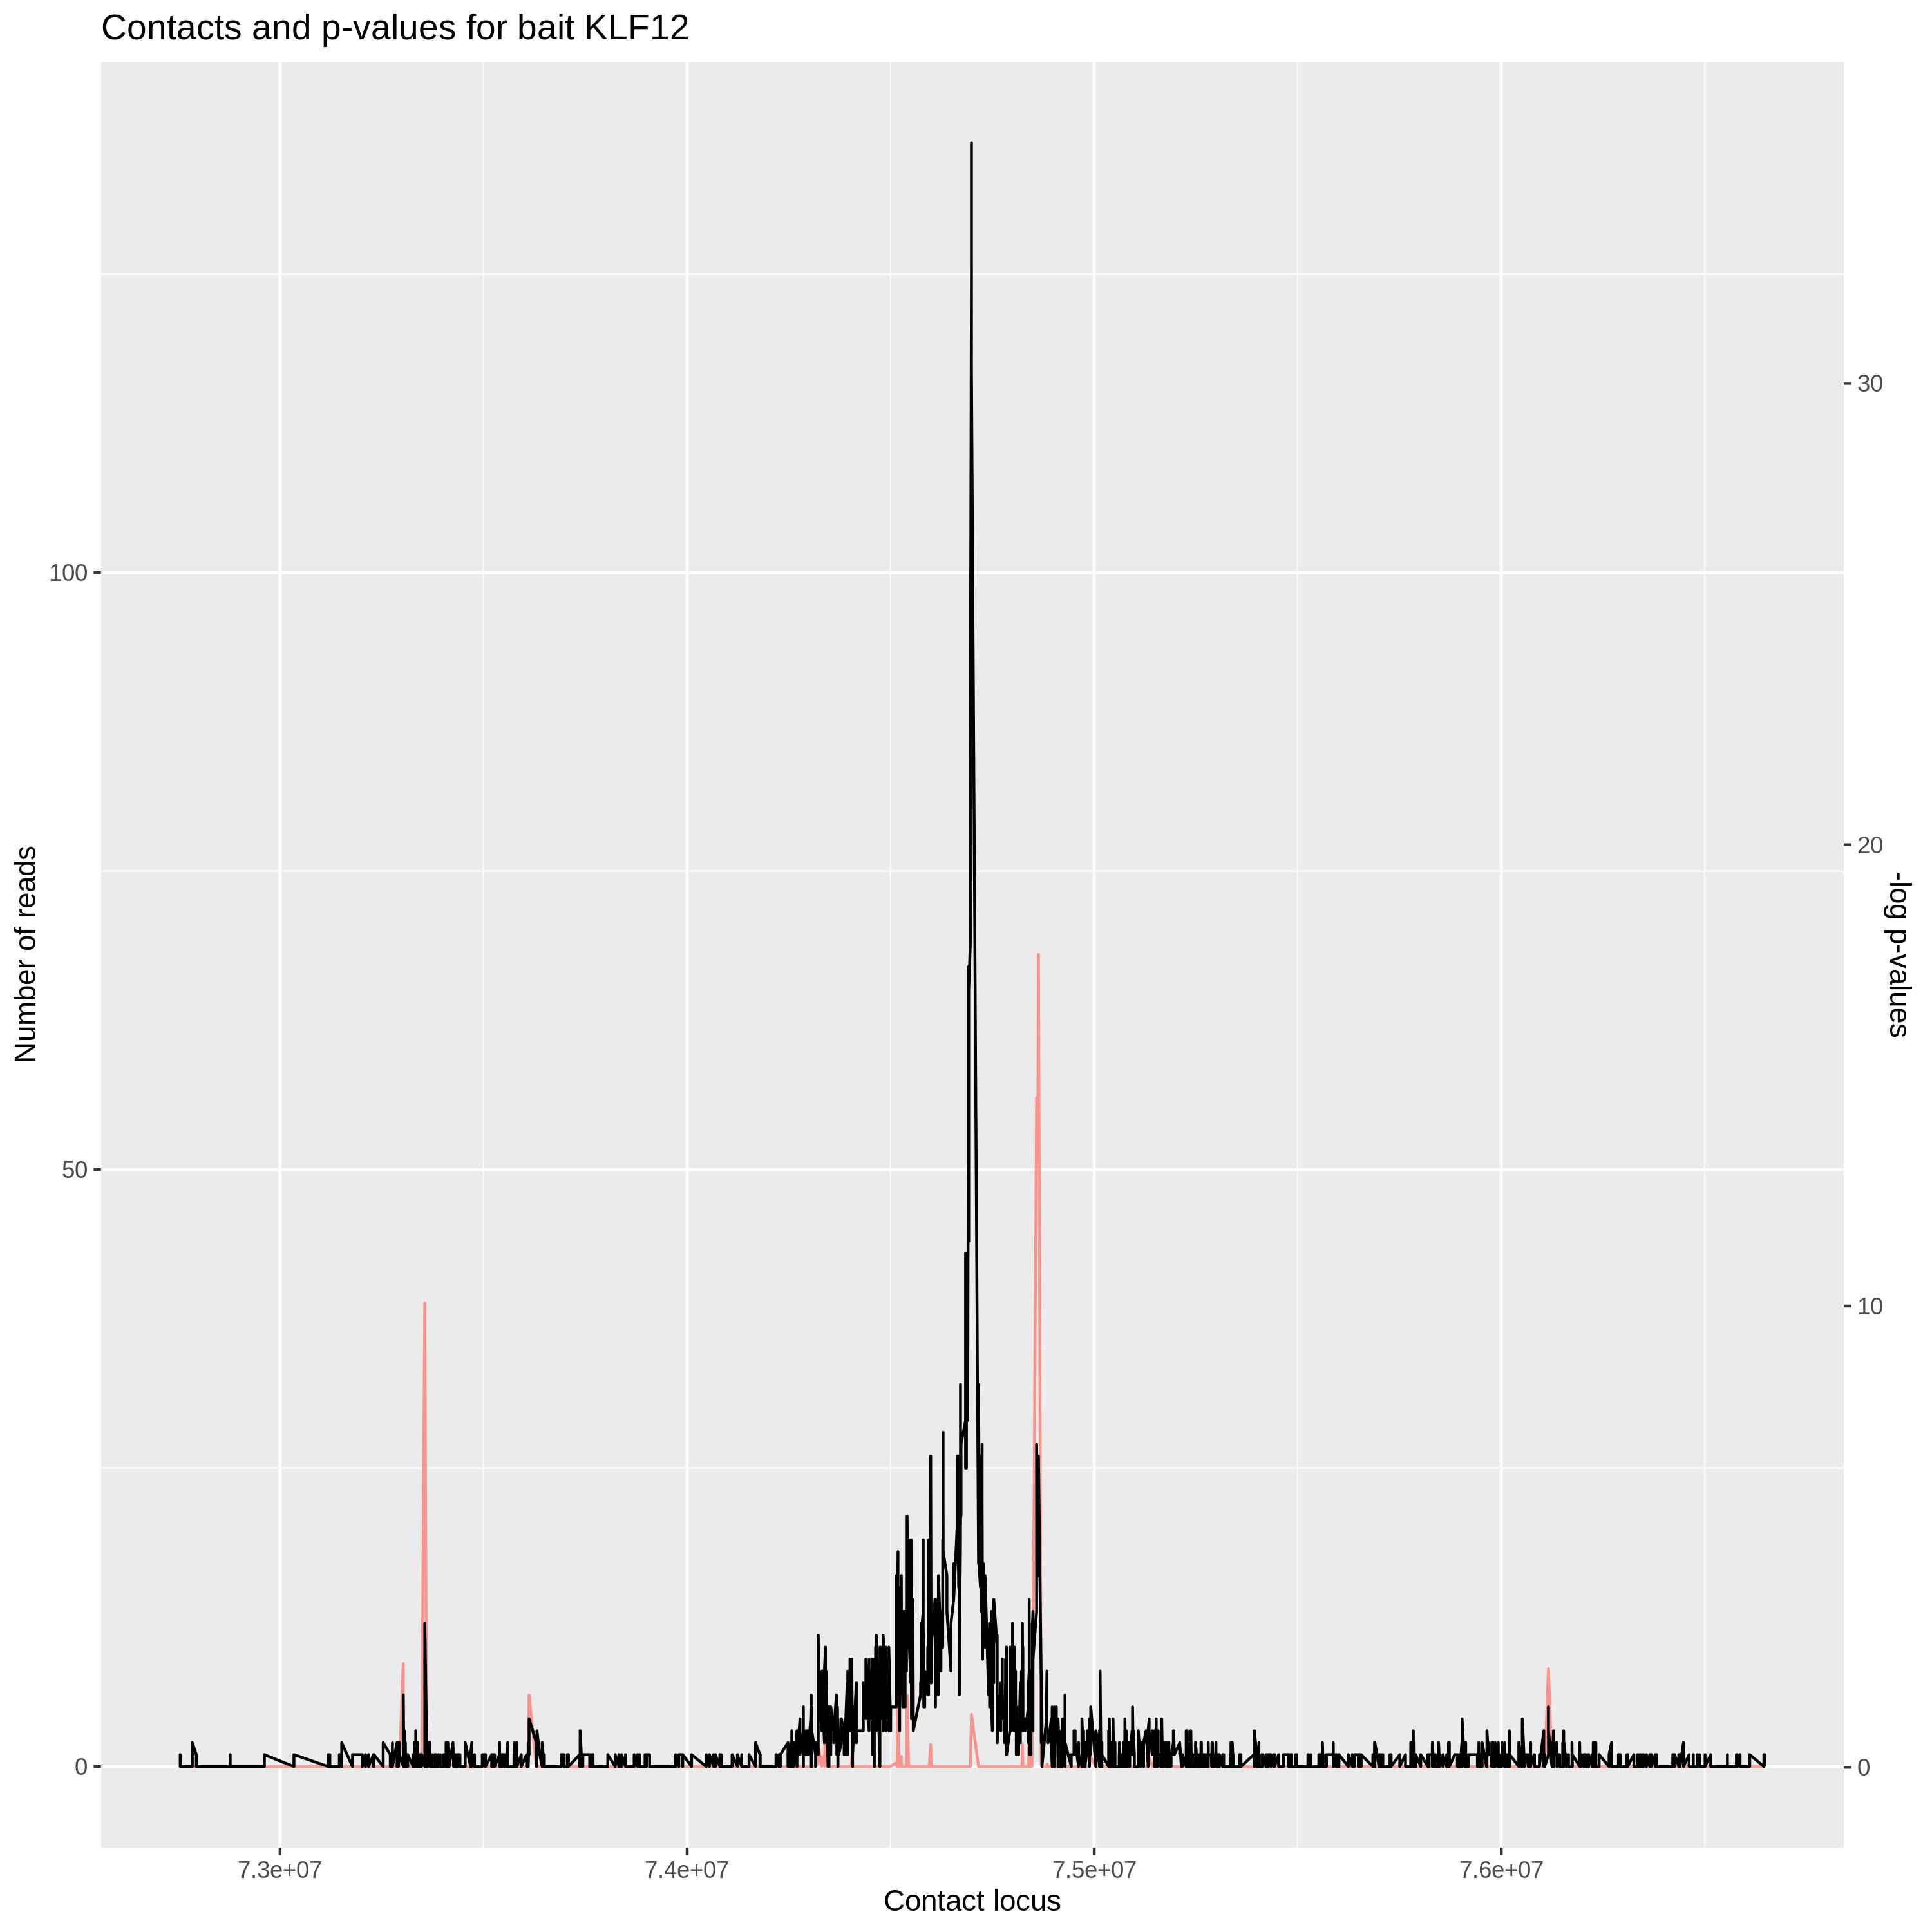 Contacts and p-values for bait KLF12
Number of reads
100
50
0
30
20
10
0
-log p-values
7.3e+07 7.4e+07 7.5e+07 7.6e+07
Contact locus